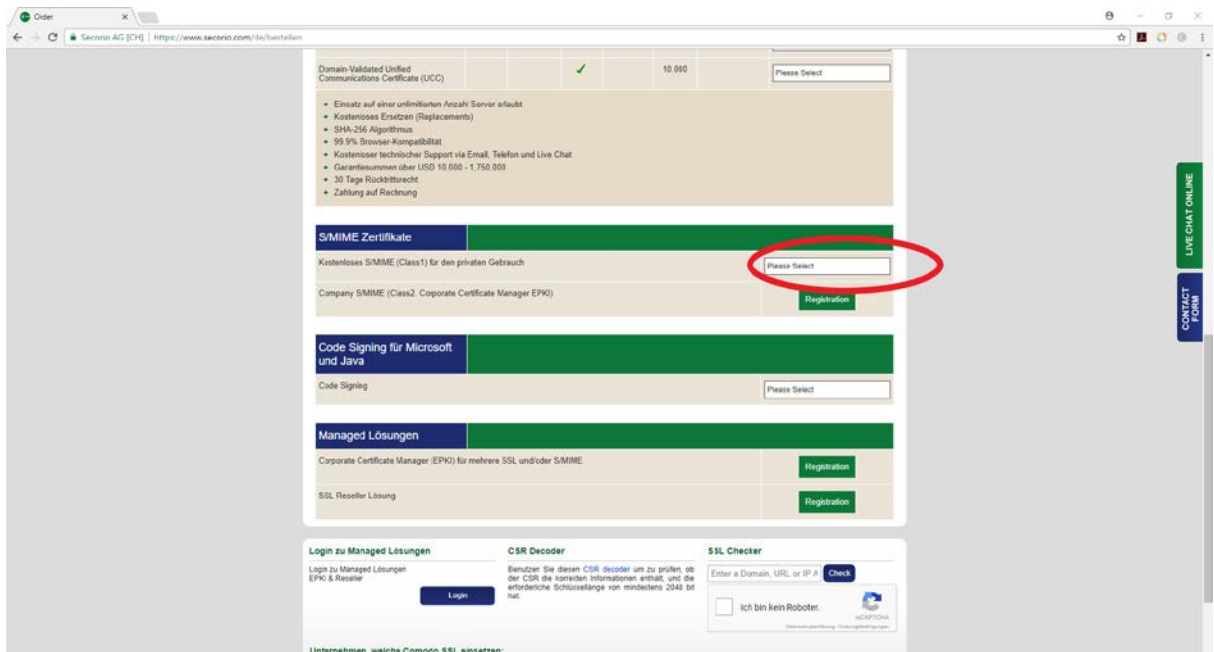 Order
Secorio AG [CH] | https://www.secorio.com/de/bestellen
Domain-Validated Unified
Communications Certificate (UCC)
10.000
Please Select
Einsatz auf einer unlimitierten Anzahl Server erlaubt
Kostenloses Ersetzen (Replacements)
SHA-256 Algorithmus
99.9% Browser-Kompatibilität
Kostenloser technischer Support via Email, Telefon und Live Chat
Garantiesummen über USD 10.000 - 1.750.000
30 Tage Rücktrittsrecht
Zahlung auf Rechnung
LIVE CHAT ONLINE
CONTACT
FORM
S/MIME Zertifikate
Kostenloses S/MIME (Class1) für den privaten Gebrauch
Please Select
Company S/MIME (Class2, Corporate Certificate Manager EPKI)
Registration
Code Signing für Microsoft
und Java
Code Signing
Please Select
Managed Lösungen
Corporate Certificate Manager (EPKI) für mehrere SSL und/oder S/MIME
Registration
SSL Reseller Lösung
Registration
Login zu Managed Lösungen
Login zu Managed Lösungen
EPKI & Reseller
Login
CSR Decoder
Benutzen Sie diesen CSR decoder um zu prüfen, ob
der CSR die korrekten Informationen enthält, und die
erforderliche Schlüssellänge von mindestens 2048 bit
hat.
SSL Checker
Enter a Domain, URL or IP A
Check
Ich bin kein Roboter.
reCAPTCHA
Datenschutzerklärung - Nutzungsbedingungen
Unternehmen, welche Comodo SSL einsetzen: